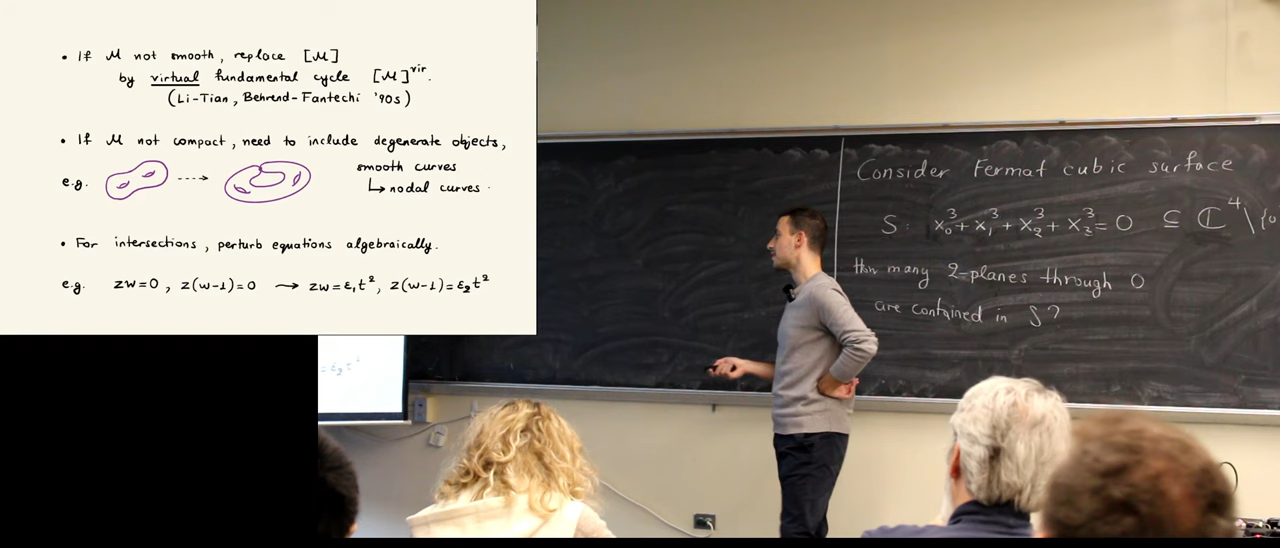 • If M not smooth, replace [M]
by virtual fundamental cycle [M]^vir.
(Li-Tian, Behrend-Fantechi '90s)
• If M not compact, need to include degenerate objects,
e.g. smooth curves
↳ nodal curves.
• For intersections, perturb equations algebraically.
e.g. zw=0, z(w-1)=0 → zw=ε₁t², z(w-1)=ε₂t²
= ε₂t²
Consider Fermat cubic surface
S: x₀³+x₁³+x₂³+x₃³=0 ⊆ ℂ⁴\{0
How many 2-planes through 0
are contained in S?